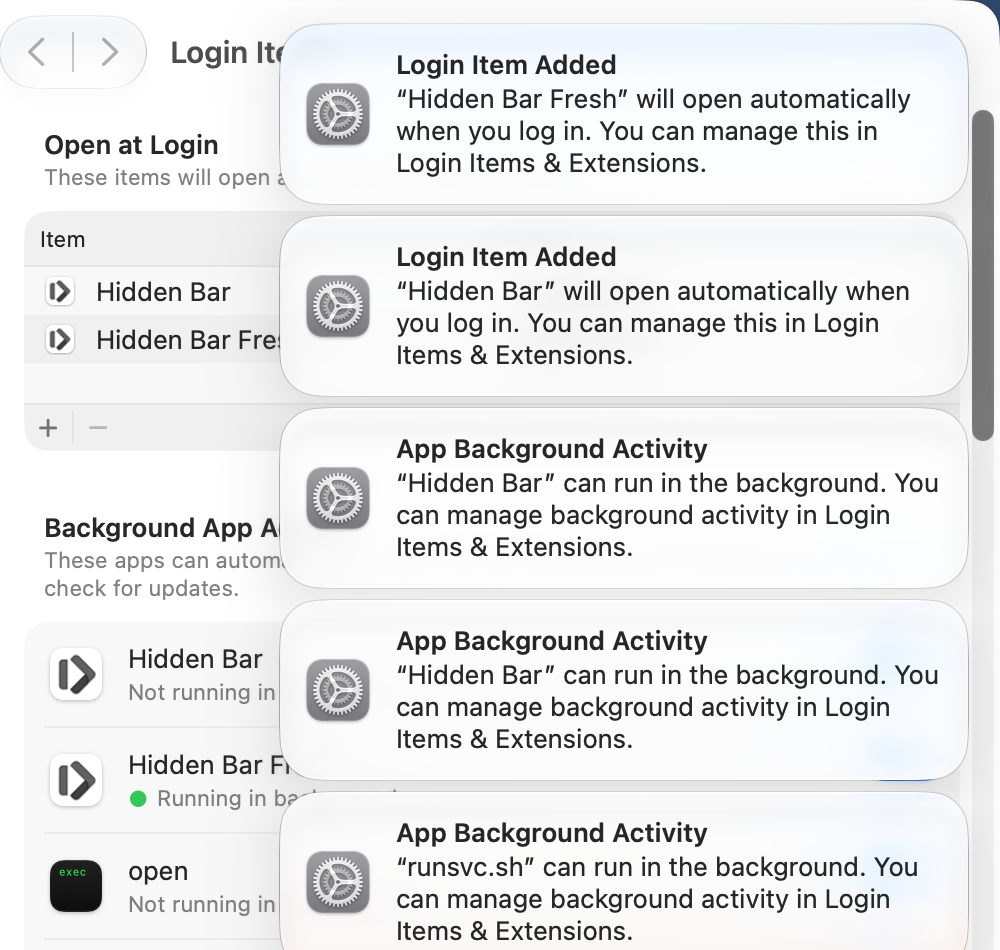 Login Ite
Open at Login
These items will open a
Item
Hidden Bar
Hidden Bar Fres
Background App A
These apps can automa
check for updates.
Hidden Bar
Not running in
Hidden Bar Fr
Running in background
exec
open
Not running in
Login Item Added
“Hidden Bar Fresh” will open automatically
when you log in. You can manage this in
Login Items & Extensions.
Login Item Added
“Hidden Bar” will open automatically when
you log in. You can manage this in Login
Items & Extensions.
App Background Activity
“Hidden Bar” can run in the background. You
can manage background activity in Login
Items & Extensions.
App Background Activity
“Hidden Bar” can run in the background. You
can manage background activity in Login
Items & Extensions.
App Background Activity
“runsvc.sh” can run in the background. You
can manage background activity in Login
Items & Extensions.